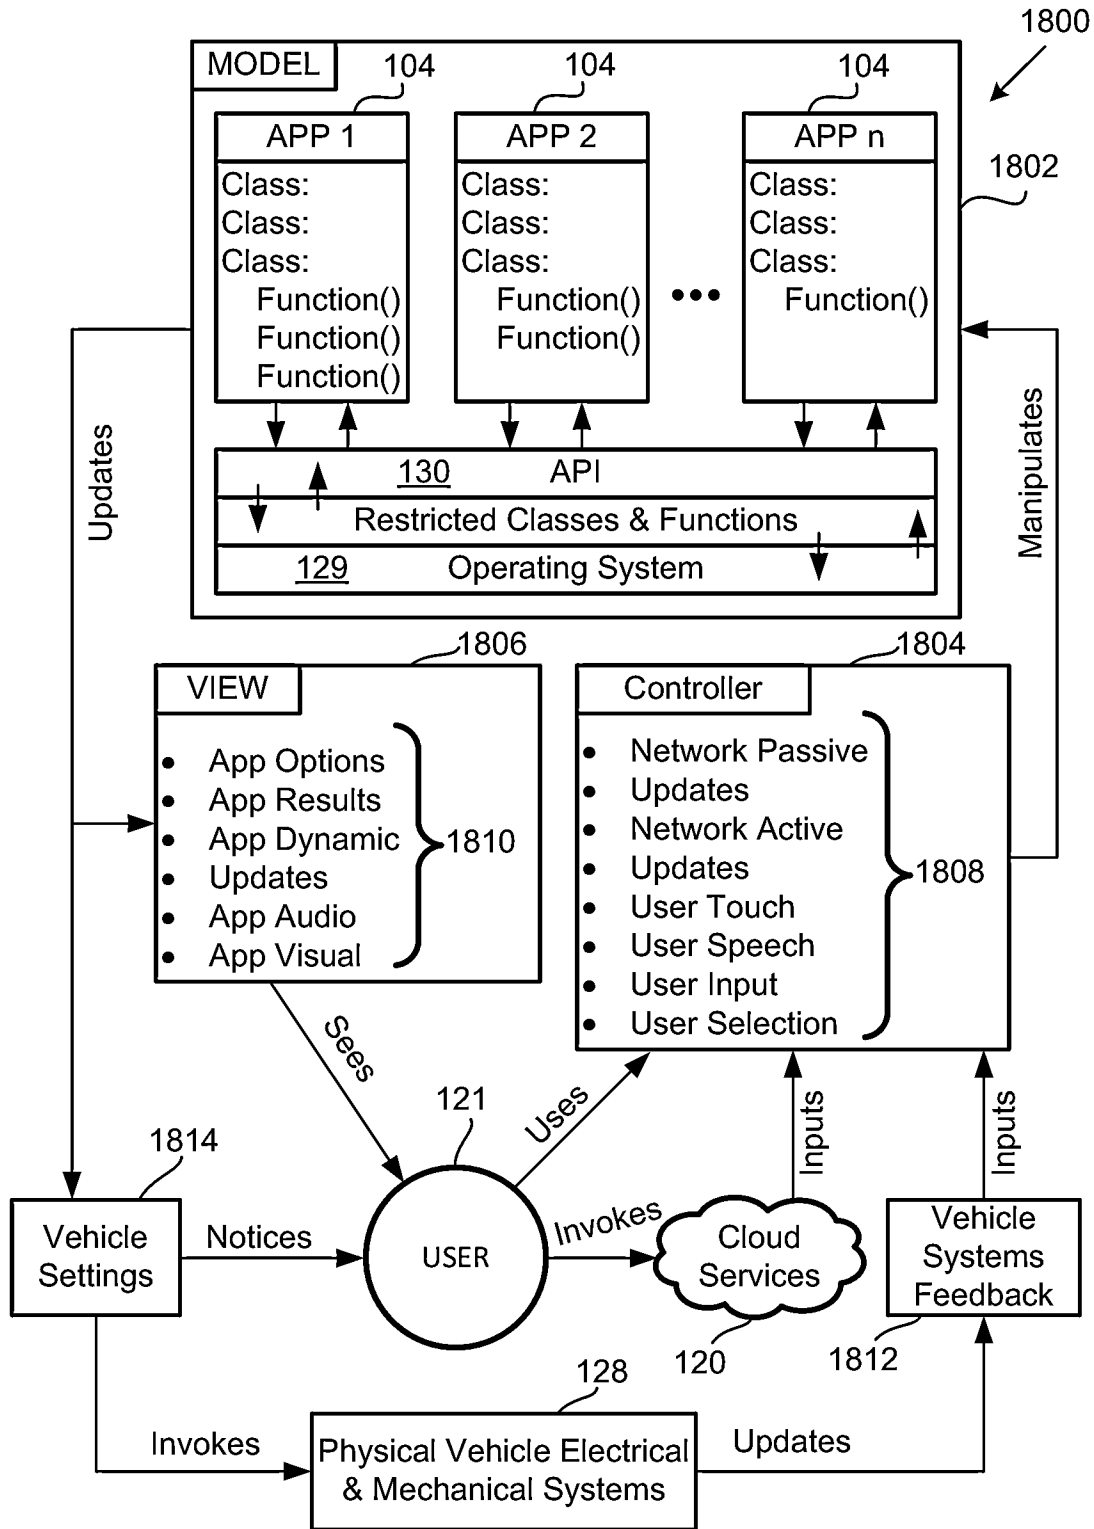 1800
MODEL
104
104
104
APP 1
APP 2
APP n
1802
Class:
Class:
Class:
Function()
Function()
Function()
Class:
Class:
Class:
Function()
Function()
•••
Class:
Class:
Class:
Function()
Updates
Manipulates
130 API
Restricted Classes & Functions
129 Operating System
1806
VIEW
• App Options
• App Results
• App Dynamic
• Updates
• App Audio
• App Visual
1810
1804
Controller
• Network Passive
• Updates
• Network Active
• Updates
• User Touch
• User Speech
• User Input
• User Selection
1808
Sees
Uses
Inputs
Inputs
121
1814
Vehicle
Settings
Notices
USER
Invokes
Cloud
Services
Vehicle
Systems
Feedback
120
1812
128
Invokes
Physical Vehicle Electrical
& Mechanical Systems
Updates